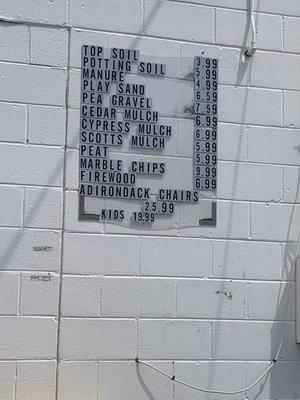 TOP SOIL 3.99
POTTING SOIL 5.99
MANURE 4.99
PLAY SAND 6.59
PEA GRAVEL 7.59
CEDAR MULCH 6.99
CYPRESS MULCH 6.99
SCOTTS MULCH 5.99
PEAT 5.99
MARBLE CHIPS 9.99
FIREWOOD 6.99
ADIRONDACK CHAIRS
25.99
KIDS 19.99